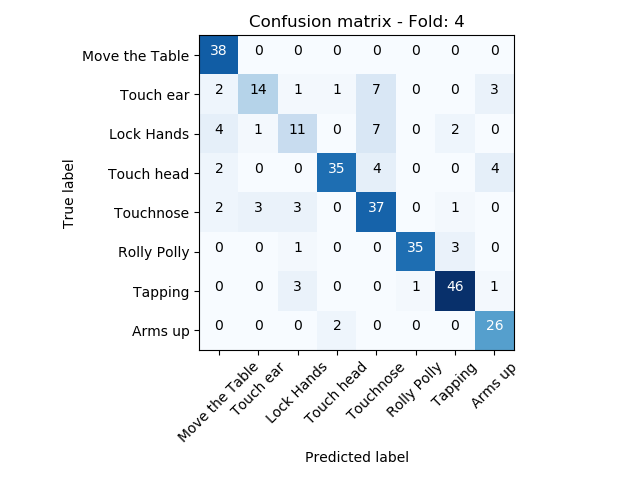 Confusion matrix - Fold: 4
True label
Move the Table 38 0 0 0 0 0 0 0
Touch ear 2 14 1 1 7 0 0 3
Lock Hands 4 1 11 0 7 0 2 0
Touch head 2 0 0 35 4 0 0 4
Touchnose 2 3 3 0 37 0 1 0
Rolly Polly 0 0 1 0 0 35 3 0
Tapping 0 0 3 0 0 1 46 1
Arms up 0 0 0 2 0 0 0 26
Move the Table
Touch ear
Lock Hands
Touch head
Touchnose
Rolly Polly
Tapping
Arms up
Predicted label